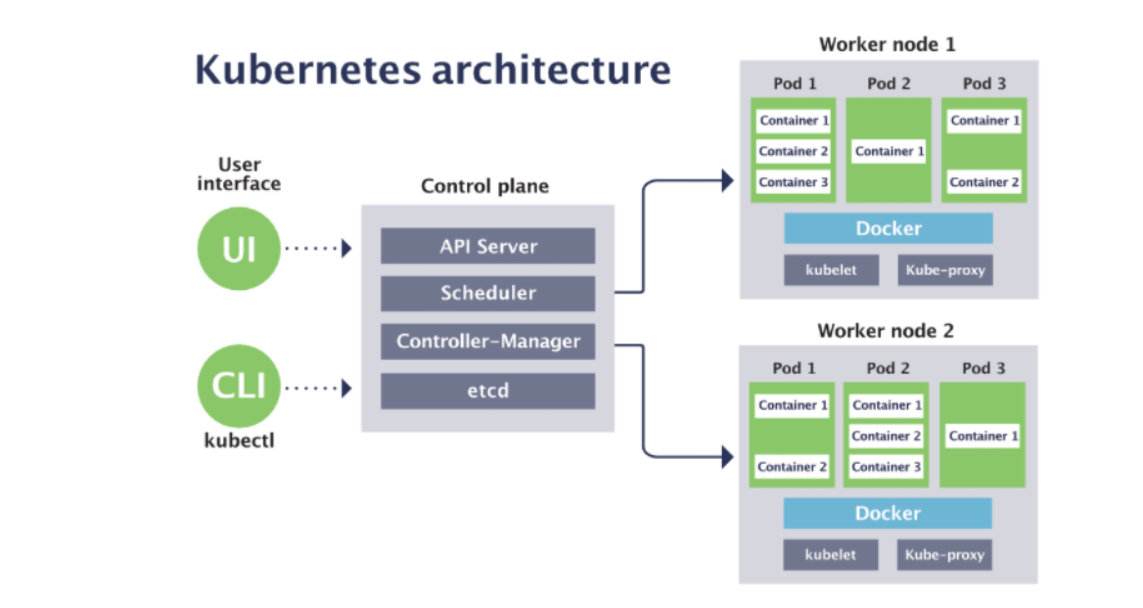 Kubernetes architecture
User
interface
UI
CLI
kubectl
Control plane
API Server
Scheduler
Controller-Manager
etcd
Worker node 1
Pod 1
Pod 2
Pod 3
Container 1
Container 2
Container 3
Container 1
Container 1
Container 2
Docker
kubelet
Kube-proxy
Worker node 2
Pod 1
Pod 2
Pod 3
Container 1
Container 2
Container 1
Container 2
Container 3
Container 1
Docker
kubelet
Kube-proxy